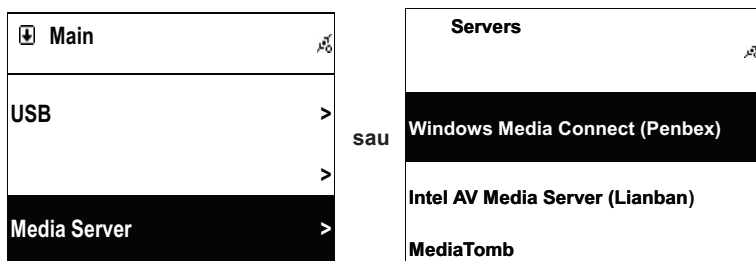 Main
USB >
>
Media Server >
sau
Servers
Windows Media Connect (Penbex)
Intel AV Media Server (Lianban)
MediaTomb